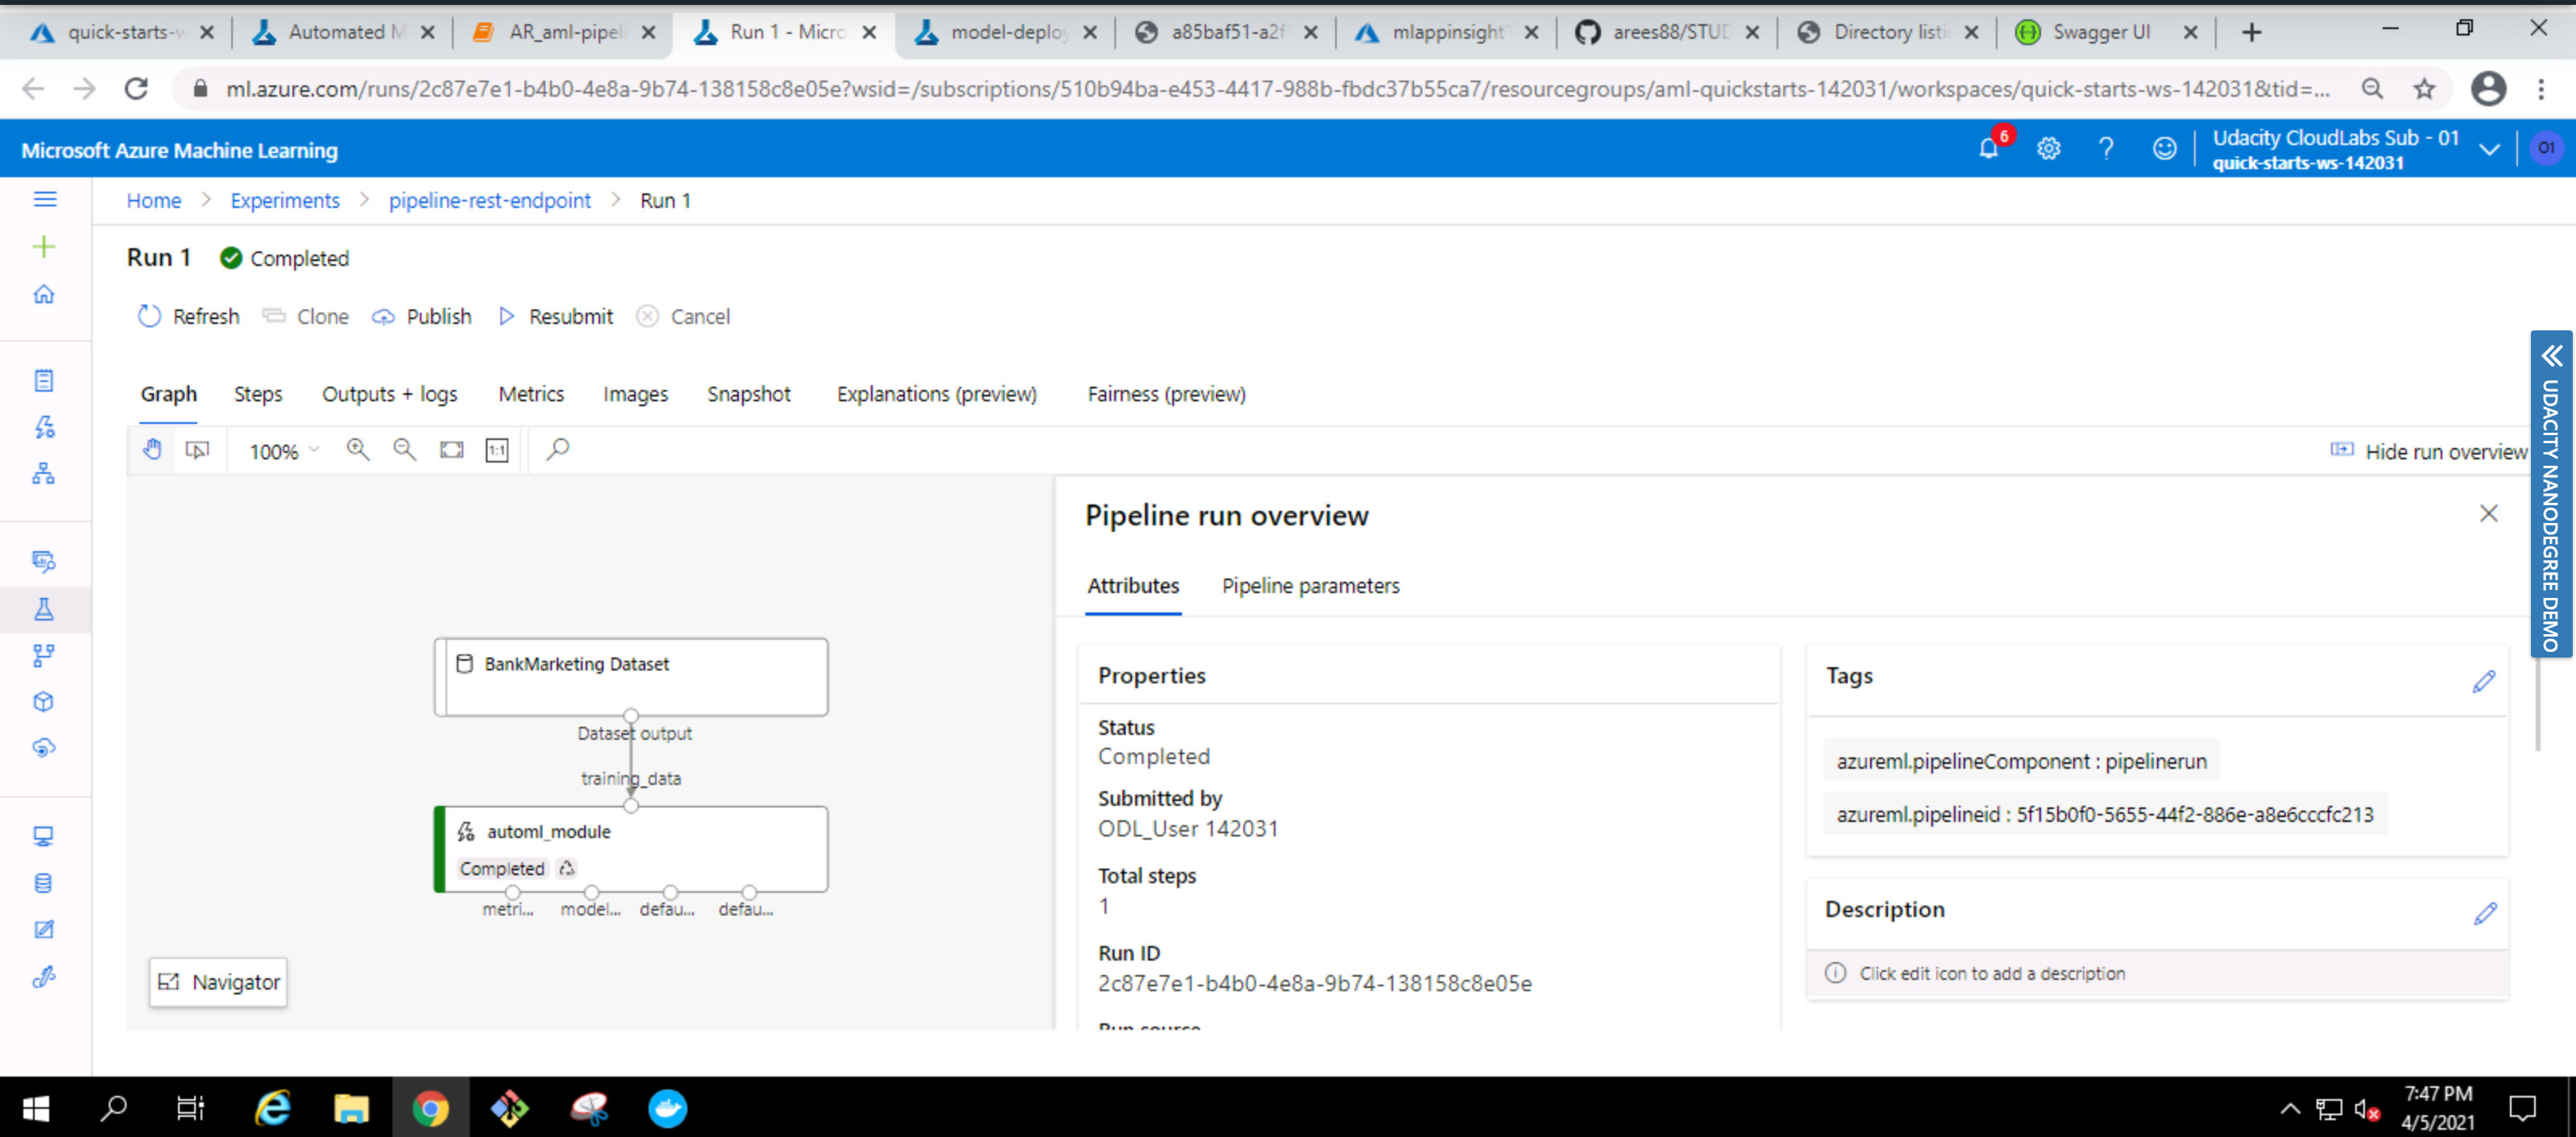 quick-starts-w
Automated M
AR_aml-pipel
Run 1 - Micro
model-deploy
a85baf51-a2f
mlappinsight
arees88/STUD
Directory listi
Swagger UI
ml.azure.com/runs/2c87e7e1-b4b0-4e8a-9b74-138158c8e05e?wsid=/subscriptions/510b94ba-e453-4417-988b-fbdc37b55ca7/resourcegroups/aml-quickstarts-142031/workspaces/quick-starts-ws-142031&tid=...
Microsoft Azure Machine Learning
6
?
Udacity CloudLabs Sub - 01
quick-starts-ws-142031
O1
Home > Experiments > pipeline-rest-endpoint > Run 1
Run 1 Completed
Refresh Clone Publish Resubmit Cancel
Graph Steps Outputs + logs Metrics Images Snapshot Explanations (preview) Fairness (preview)
100% 1:1 Hide run overview
UDACITY NANODEGREE DEMO
BankMarketing Dataset
Dataset output
training_data
automl_module
Completed
metri... model... defau... defau...
Navigator
Pipeline run overview
Attributes Pipeline parameters
Properties
Status
Completed
Submitted by
ODL_User 142031
Total steps
1
Run ID
2c87e7e1-b4b0-4e8a-9b74-138158c8e05e
Run source
Tags
azureml.pipelineComponent : pipelinerun
azureml.pipelineid : 5f15b0f0-5655-44f2-886e-a8e6cccfc213
Description
Click edit icon to add a description
7:47 PM
4/5/2021